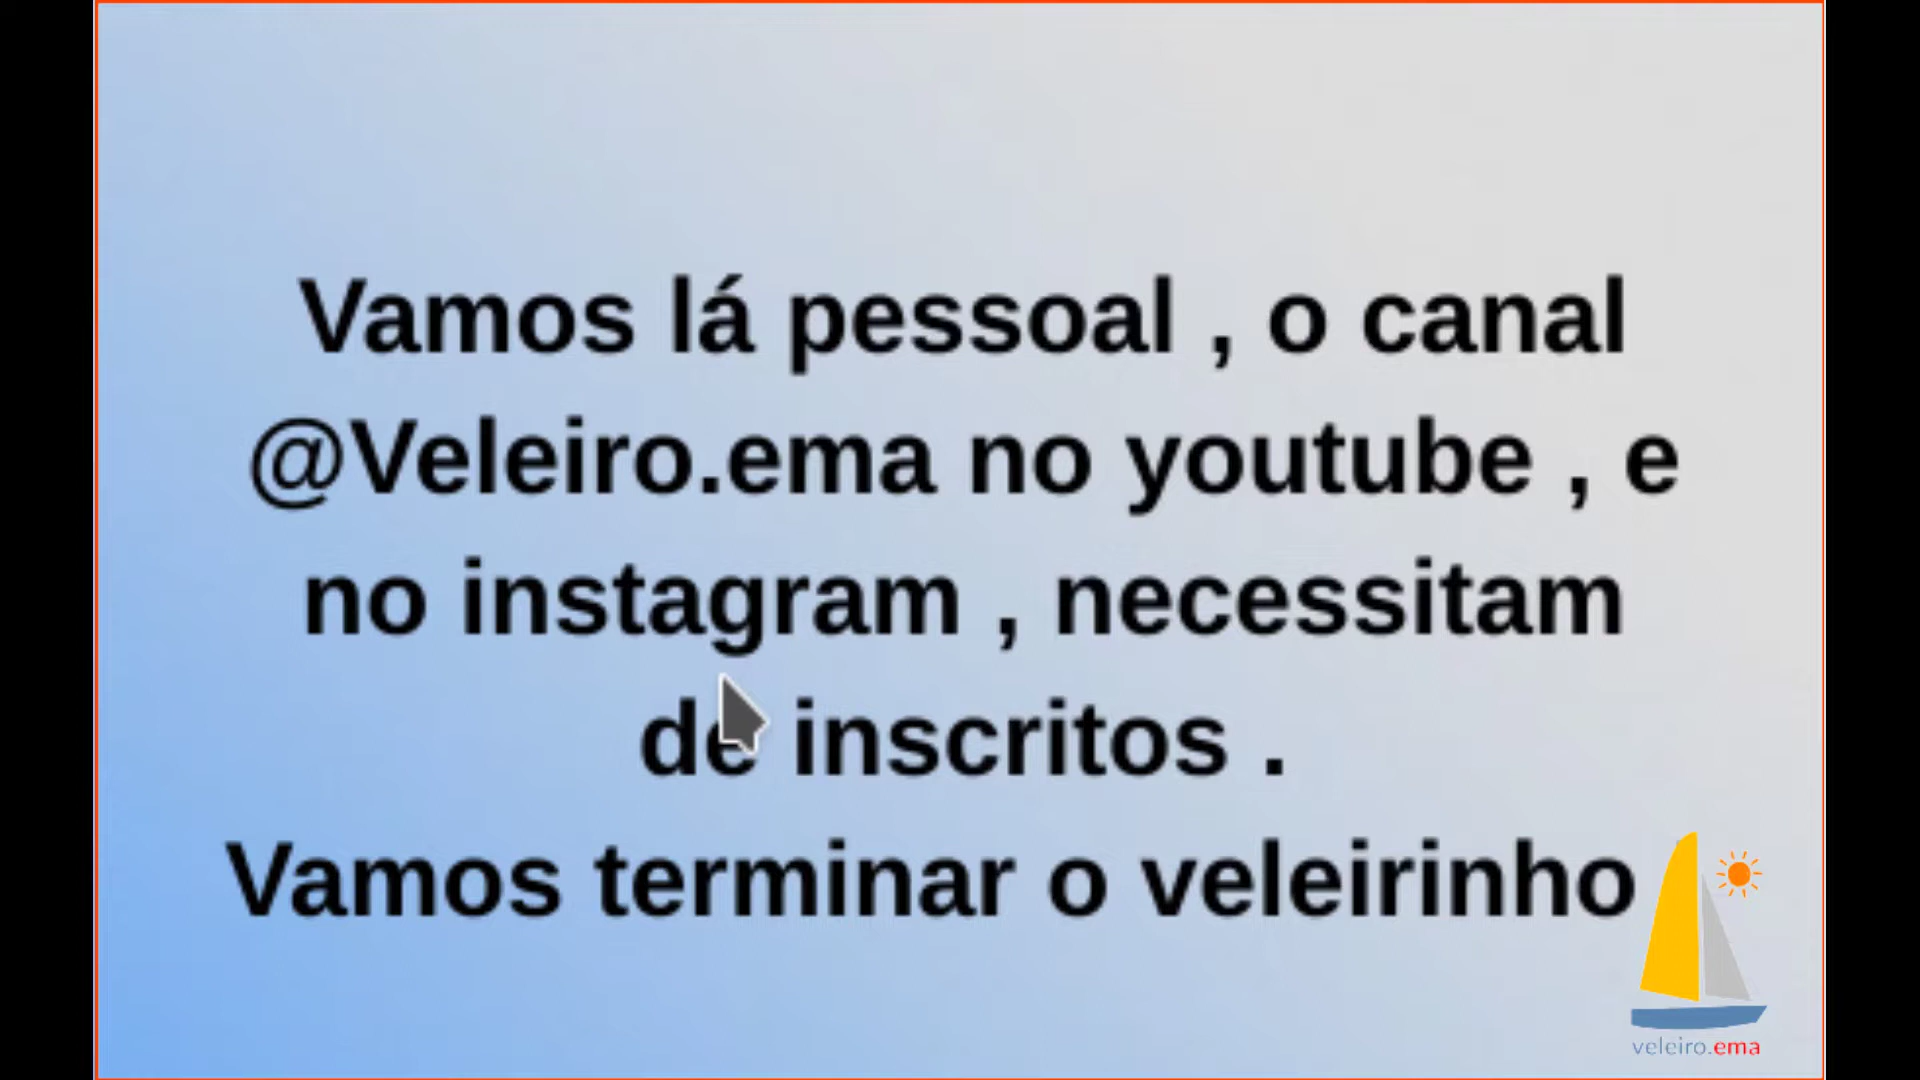 Vamos lá pessoal , o canal
@Veleiro.ema no youtube , e
no instagram , necessitam
de inscritos .
Vamos terminar o veleirinho
veleiro.ema